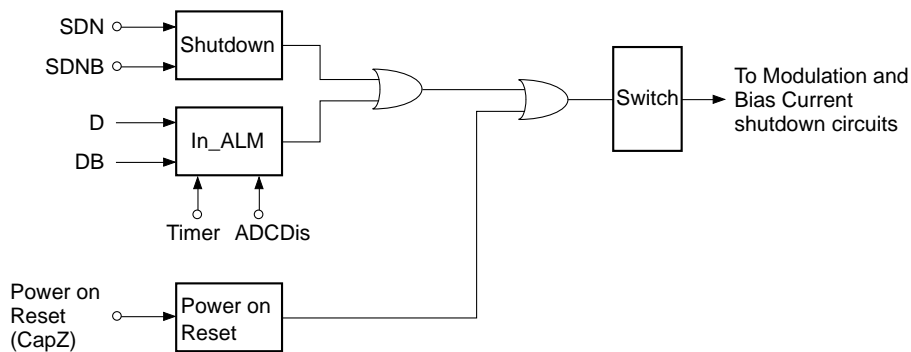 SDN
SDNB
Shutdown
D
DB
In_ALM
Timer
ADCDis
Switch
To Modulation and
Bias Current
shutdown circuits
Power on
Reset
(CapZ)
Power on
Reset